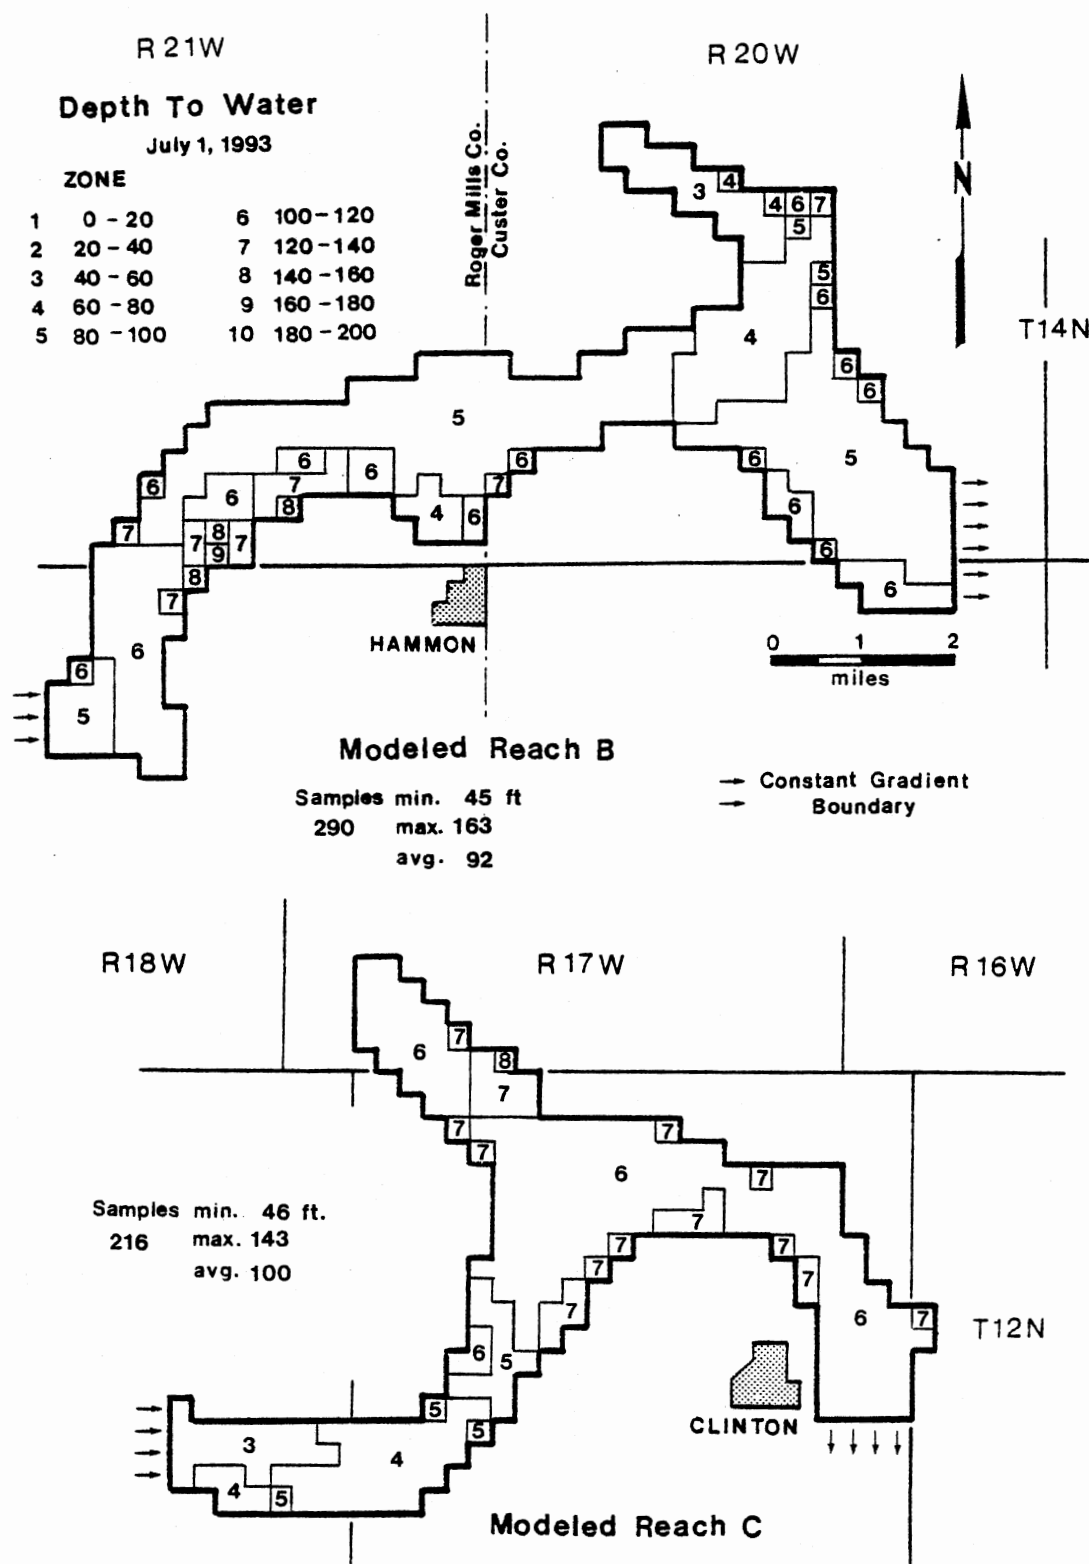 R 21W
R 20W
Depth To Water
July 1, 1993
ZONE
1 0 - 20 6 100 - 120
2 20 - 40 7 120 - 140
3 40 - 60 8 140 - 160
4 60 - 80 9 160 - 180
5 80 - 100 10 180 - 200
Roger Mills Co.
Custer Co.
N
T14N
3
4
4 6 7
5
5
6
4
6
6
5
6
6
7
6
6
5
6
7
8
6
6
7
4
6
7
6
7
8
9
7
8
7
6
6
5
6
6
6
HAMMON
0 1 2
miles
Modeled Reach B
Samples min. 45 ft
290 max. 163
avg. 92
→ Constant Gradient
→ Boundary
R18W
R 17W
R 16W
7
6
8
7
7
7
7
6
7
7
7
7
7
7
7
6
7
6
5
T12N
Samples min. 46 ft.
216 max. 143
avg. 100
5
5
3
4
4
5
CLINTON
Modeled Reach C